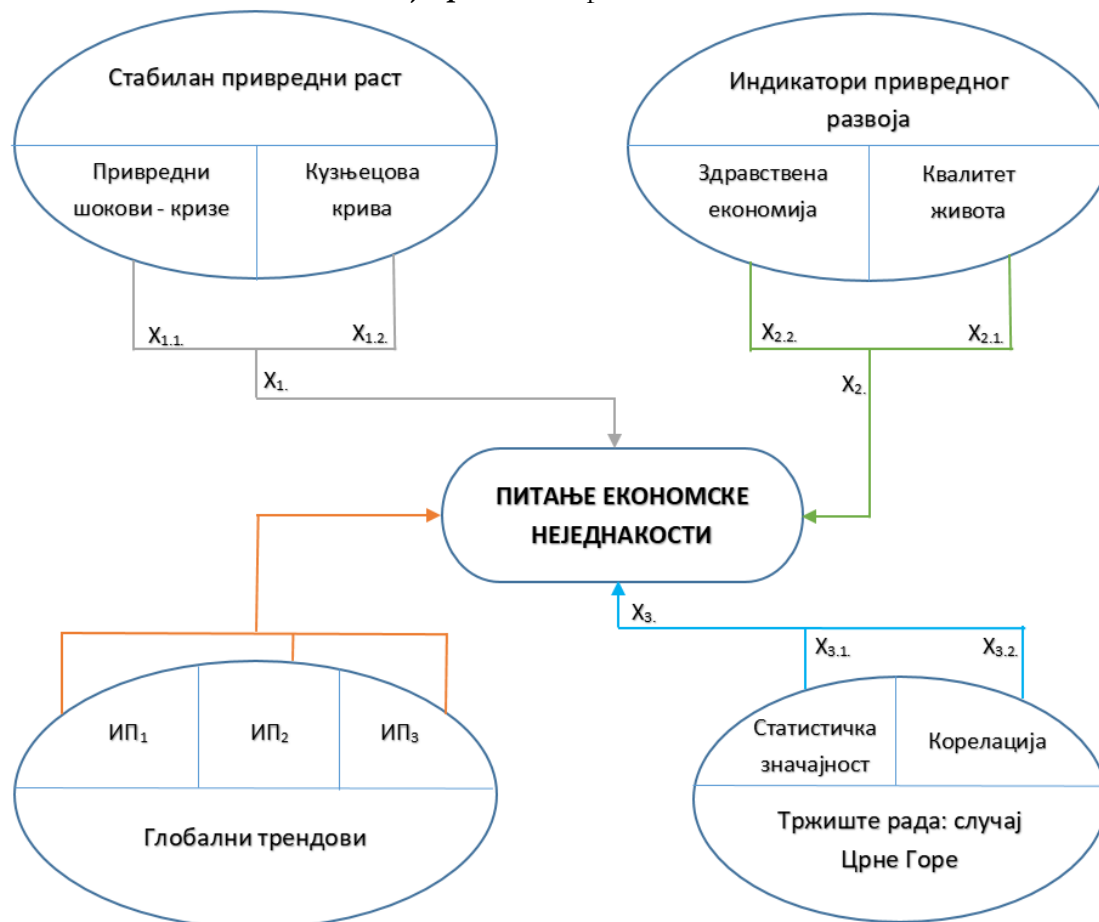 Стабилан привредни раст
Привредни
шокови - кризе
Кузњецова
крива
Индикатори привредног
развоја
Здравствена
економија
Квалитет
живота
X1.1.
X1.2.
X1.
X2.2.
X2.1.
X2.
ПИТАЊЕ ЕКОНОМСКЕ
НЕЈЕДНАКОСТИ
X3.
X3.1.
X3.2.
ИП1
ИП2
ИП3
Глобални трендови
Статистичка
значајност
Корелација
Тржиште рада: случај
Црне Горе